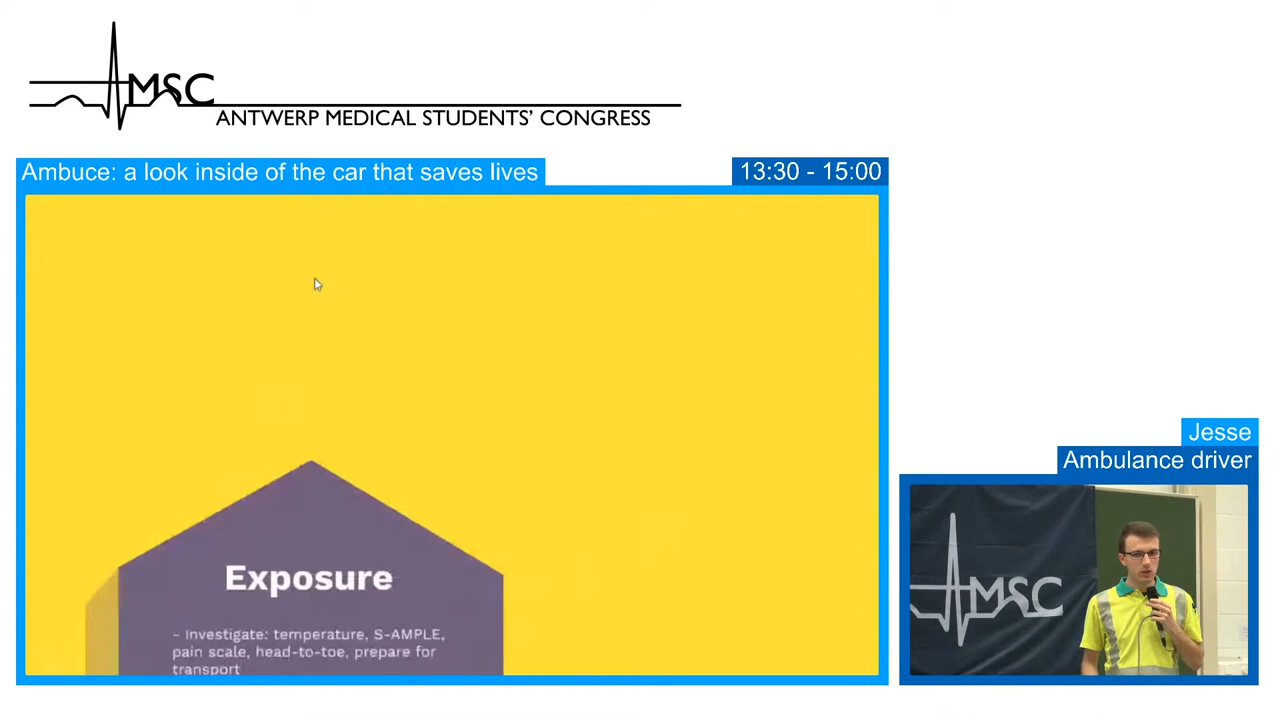 MSC
ANTWERP MEDICAL STUDENTS' CONGRESS
Ambuce: a look inside of the car that saves lives
13:30 - 15:00
Exposure
- Investigate: temperature, S-AMPLE,
pain scale, head-to-toe, prepare for
transport
Jesse
Ambulance driver
MSC